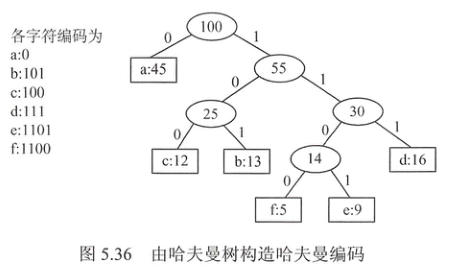 各字符编码为
a:0
b:101
c:100
d:111
e:1101
f:1100
100
0 1
a:45 55
0 1
25 30
0 1 0 1
c:12 b:13 14 d:16
0 1
f:5 e:9
图 5.36 由哈夫曼树构造哈夫曼编码